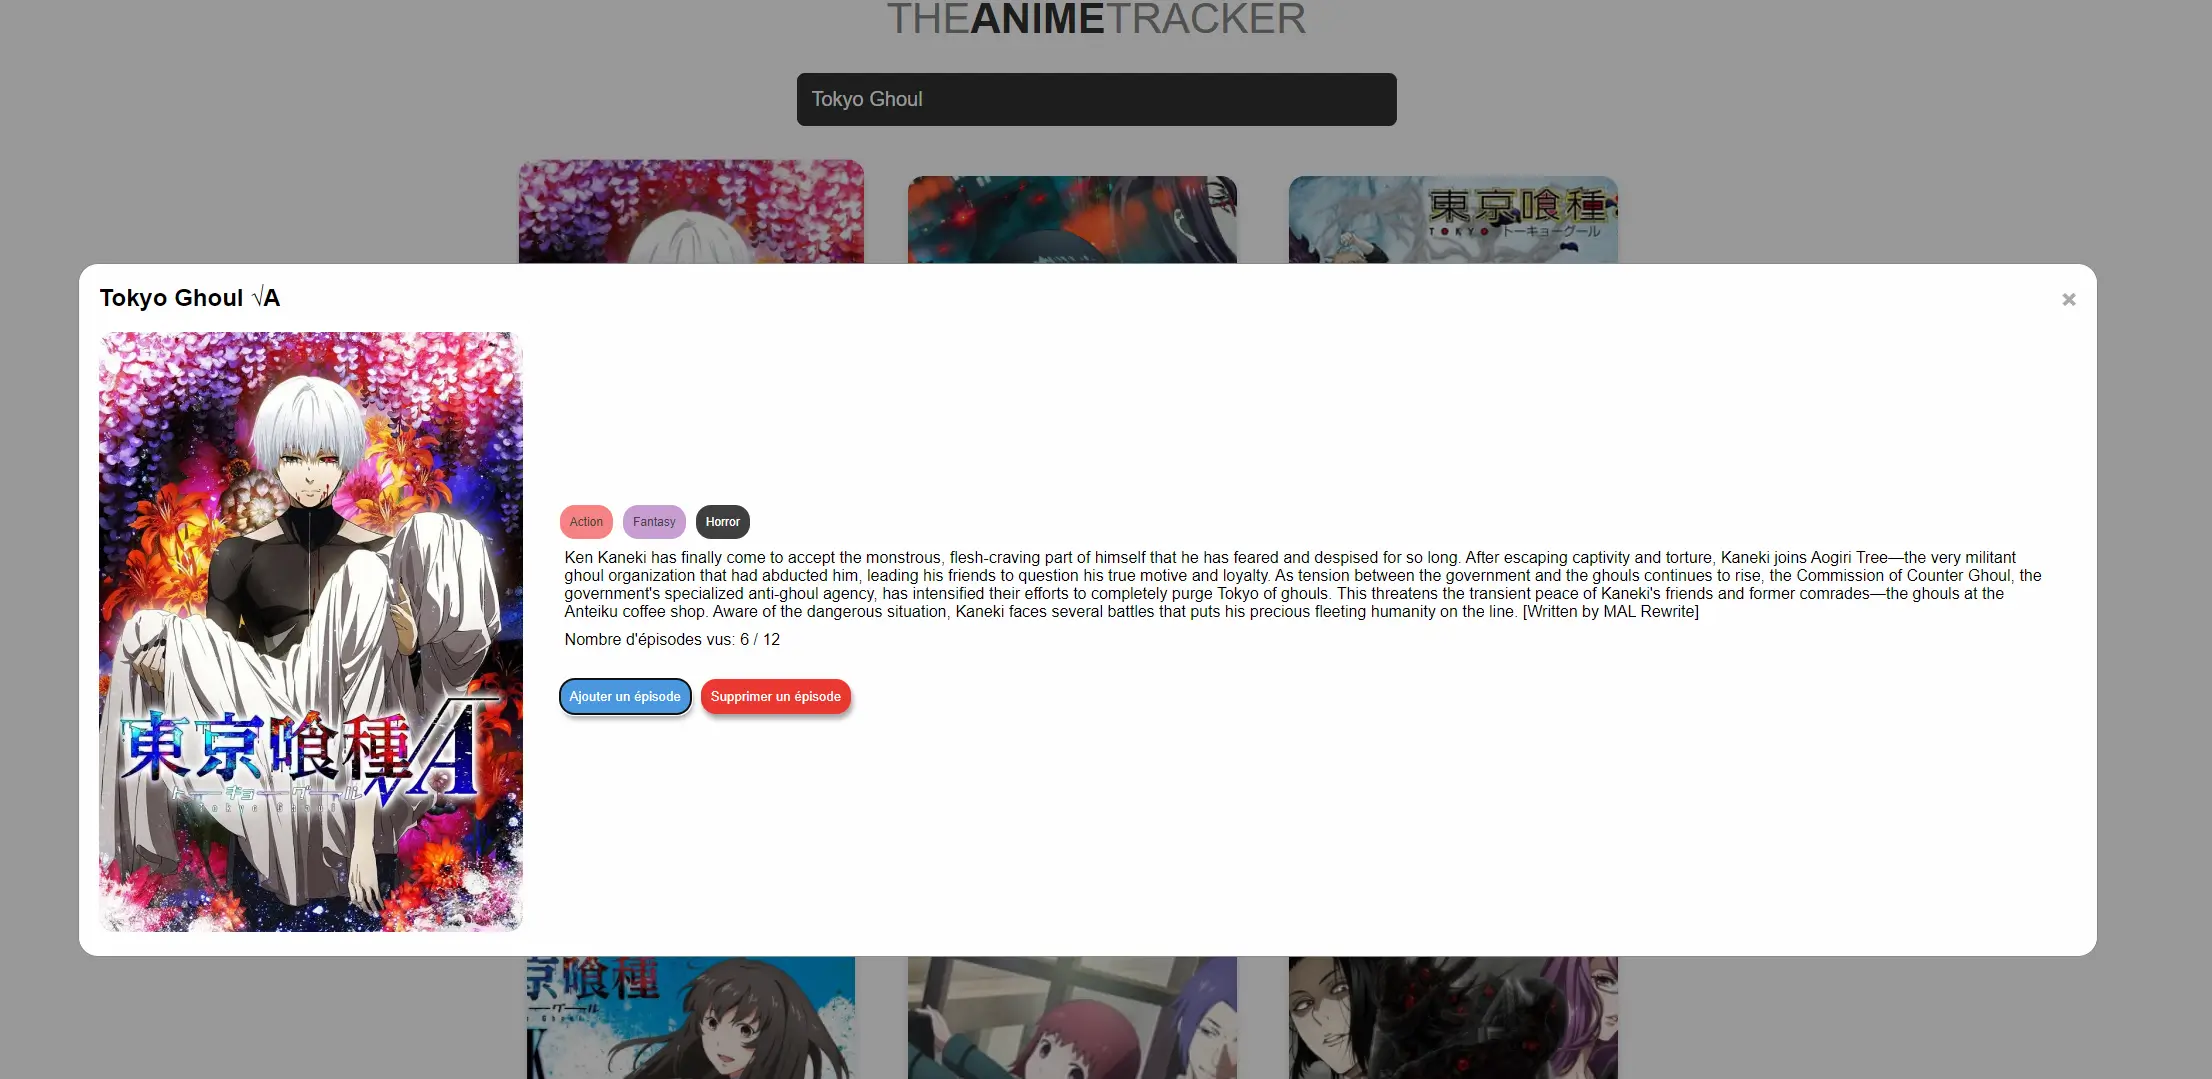 THEANIMETRACKER
Tokyo Ghoul
東京喰種:
TOKYO トーキョーグール
Tokyo Ghoul √A
×
東京喰種√A
トーキョーグール
Tokyo Ghoul
Action Fantasy Horror
Ken Kaneki has finally come to accept the monstrous, flesh-craving part of himself that he has feared and despised for so long. After escaping captivity and torture, Kaneki joins Aogiri Tree—the very militant
ghoul organization that had abducted him, leading his friends to question his true motive and loyalty. As tension between the government and the ghouls continues to rise, the Commission of Counter Ghoul, the
government's specialized anti-ghoul agency, has intensified their efforts to completely purge Tokyo of ghouls. This threatens the transient peace of Kaneki's friends and former comrades—the ghouls at the
Anteiku coffee shop. Aware of the dangerous situation, Kaneki faces several battles that puts his precious fleeting humanity on the line. [Written by MAL Rewrite]
Nombre d'épisodes vus: 6 / 12
Ajouter un épisode Supprimer un épisode
京喰種